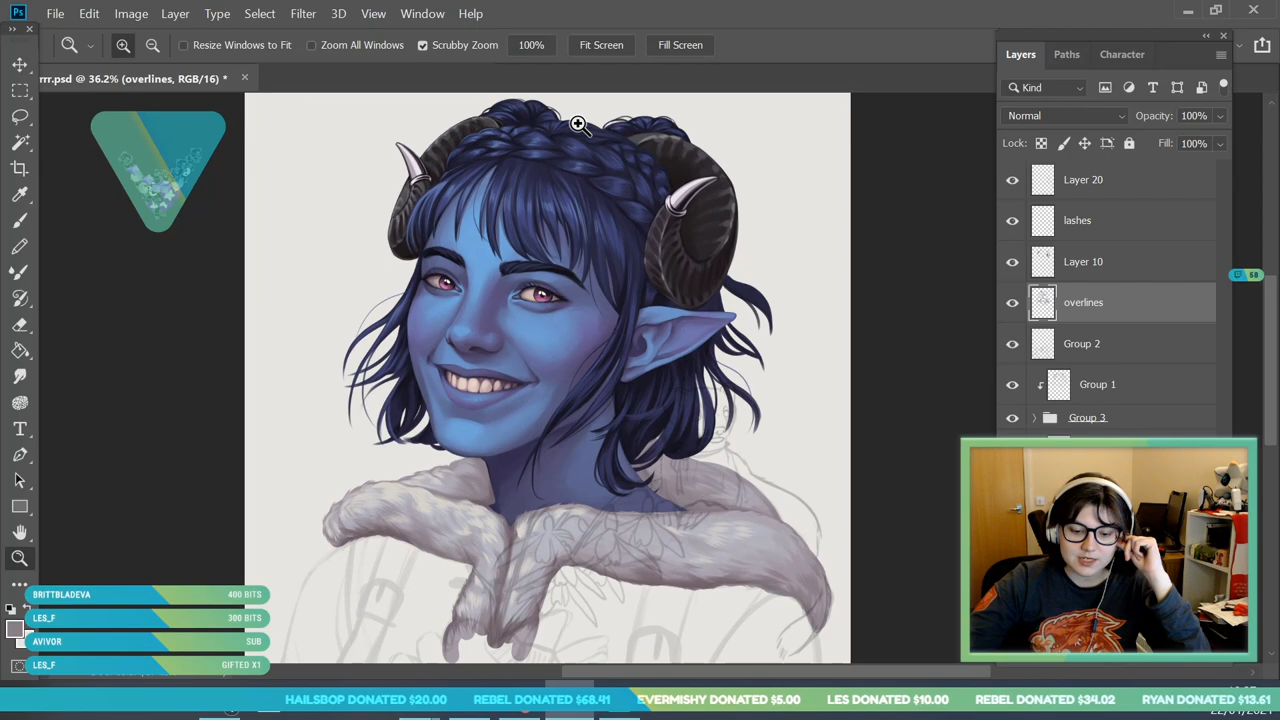 Ps File Edit Image Layer Type Select Filter 3D View Window Help
Resize Windows to Fit Zoom All Windows Scrubby Zoom 100% Fit Screen Fill Screen
rrr.psd @ 36.2% (overlines, RGB/16) *
Layers Paths Character
Kind
Normal Opacity: 100%
Lock: Fill: 100%
Layer 20
lashes
Layer 10
overlines
58
Group 2
Group 1
Group 3
BRITTBLADEVA 400 BITS
LES_F 300 BITS
AVIVOR SUB
LES_F GIFTED X1
HAILSBOP DONATED $20.00 REBEL DONATED $68.41 EVERMISHY DONATED $5.00 LES DONATED $10.00 REBEL DONATED $34.02 RYAN DONATED $13.61